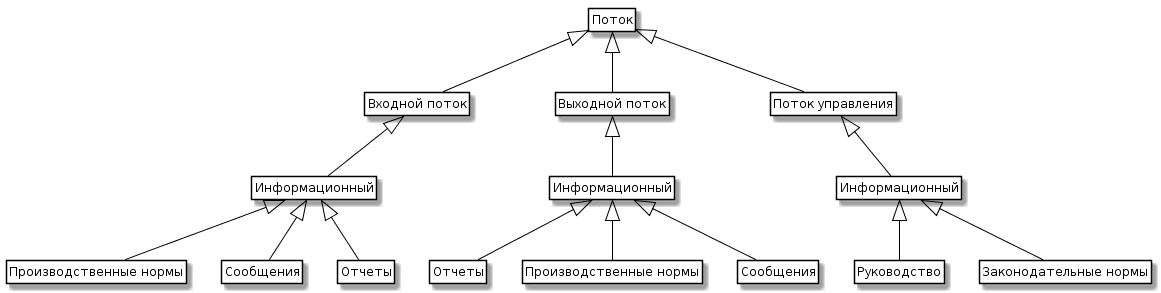 Поток
Входной поток
Выходной поток
Поток управления
Информационный
Информационный
Информационный
Производственные нормы
Сообщения
Отчеты
Отчеты
Производственные нормы
Сообщения
Руководство
Законодательные нормы